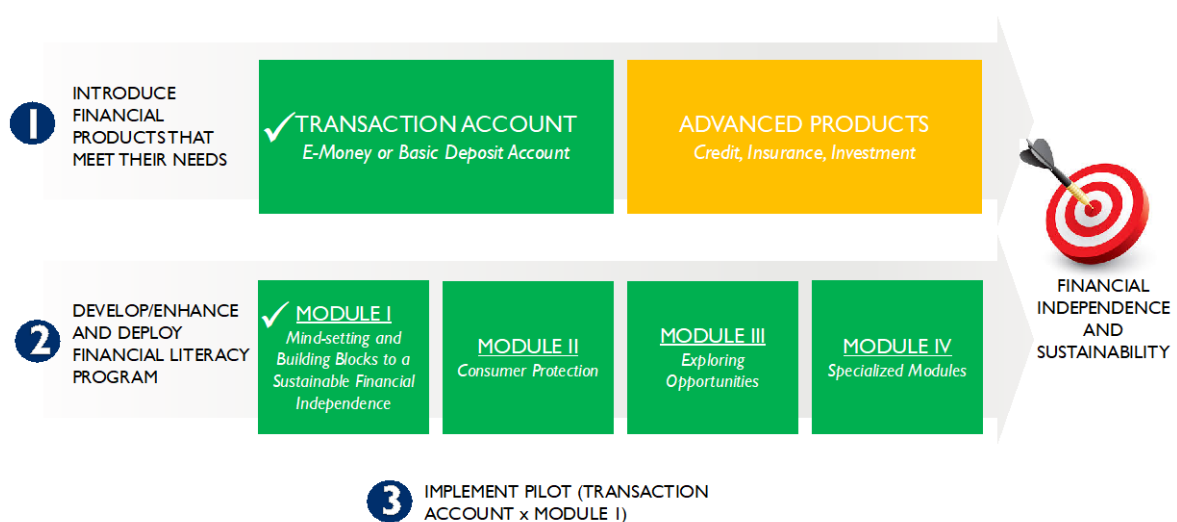 1
INTRODUCE
FINANCIAL
PRODUCTS THAT
MEET THEIR NEEDS
TRANSACTION ACCOUNT
E-Money or Basic Deposit Account
ADVANCED PRODUCTS
Credit, Insurance, Investment
2
DEVELOP/ENHANCE
AND DEPLOY
FINANCIAL LITERACY
PROGRAM
MODULE I
Mind-setting and
Building Blocks to a
Sustainable Financial
Independence
MODULE II
Consumer Protection
MODULE III
Exploring
Opportunities
MODULE IV
Specialized Modules
FINANCIAL
INDEPENDENCE
AND
SUSTAINABILITY
3
IMPLEMENT PILOT (TRANSACTION
ACCOUNT x MODULE 1)